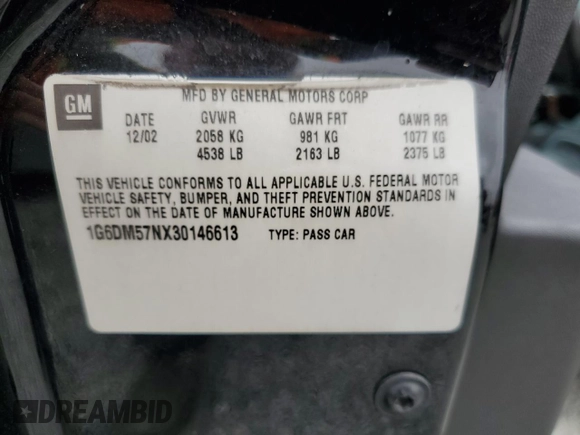 GM
MFD BY GENERAL MOTORS CORP
DATE GVWR GAWR FRT GAWR RR
12/02 2058 KG 981 KG 1077 KG
4538 LB 2163 LB 2375 LB
THIS VEHICLE CONFORMS TO ALL APPLICABLE U.S. FEDERAL MOTOR
VEHICLE SAFETY, BUMPER, AND THEFT PREVENTION STANDARDS IN
EFFECT ON THE DATE OF MANUFACTURE SHOWN ABOVE.
1G6DM57NX30146613 TYPE: PASS CAR
DREAMBID